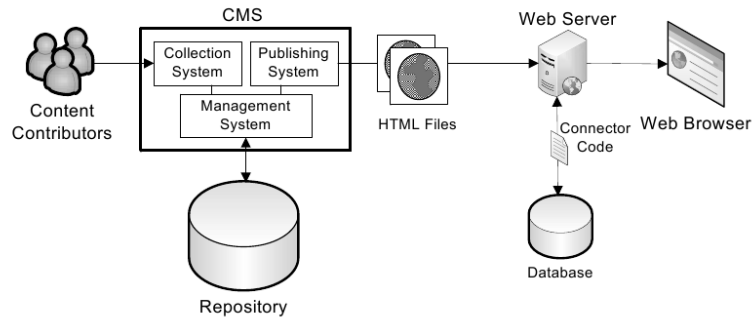 CMS
Web Server
Collection
System
Publishing
System
Management
System
Content
Contributors
HTML Files
Connector
Code
Web Browser
Database
Repository